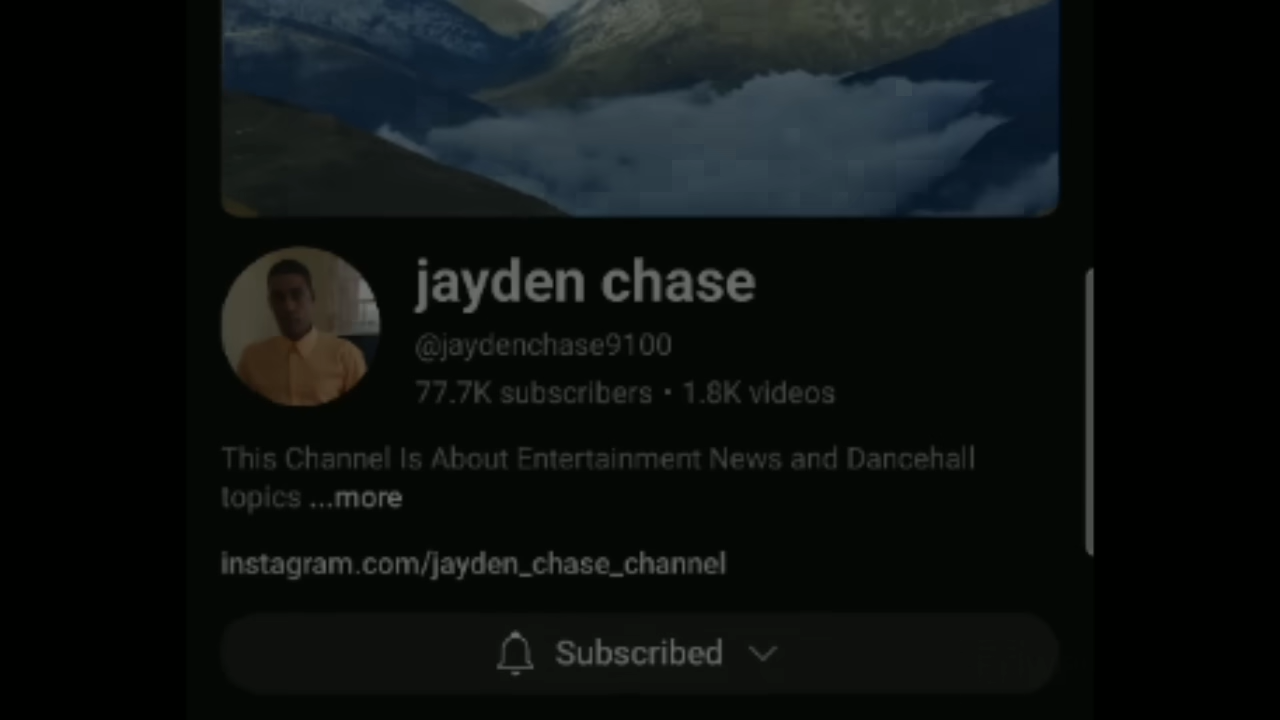 jayden chase
@jaydenchase9100
77.7K subscribers • 1.8K videos
This Channel Is About Entertainment News and Dancehall
topics ...more
instagram.com/jayden_chase_channel
Subscribed